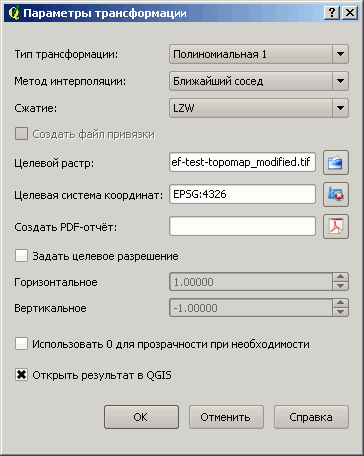 Параметры трансформации
Тип трансформации: Полиномиальная 1
Метод интерполяции: Ближайший сосед
Сжатие: LZW
Создать файл привязки
Целевой растр: ef-test-topomap_modified.tif
Целевая система координат: EPSG:4326
Создать PDF-отчёт:
Задать целевое разрешение
Горизонтальное 1.00000
Вертикальное -1.00000
Использовать 0 для прозрачности при необходимости
Открыть результат в QGIS
OK Отменить Справка